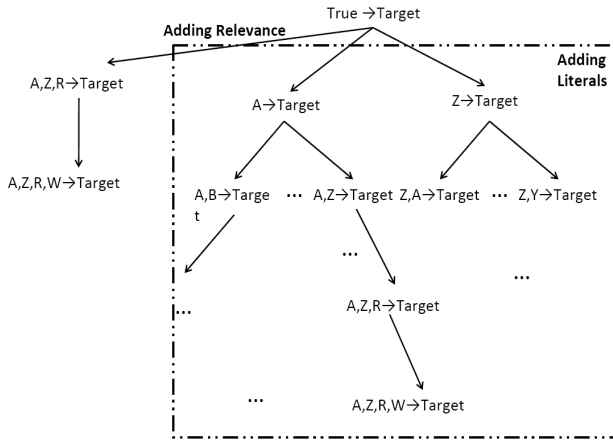 True →Target
Adding Relevance
Adding
Literals
A,Z,R→Target
A→Target
Z→Target
A,Z,R,W→Target
A,B→Targe
t
...
A,Z→Target
Z,A→Target
...
Z,Y→Target
...
...
...
A,Z,R→Target
...
A,Z,R,W→Target